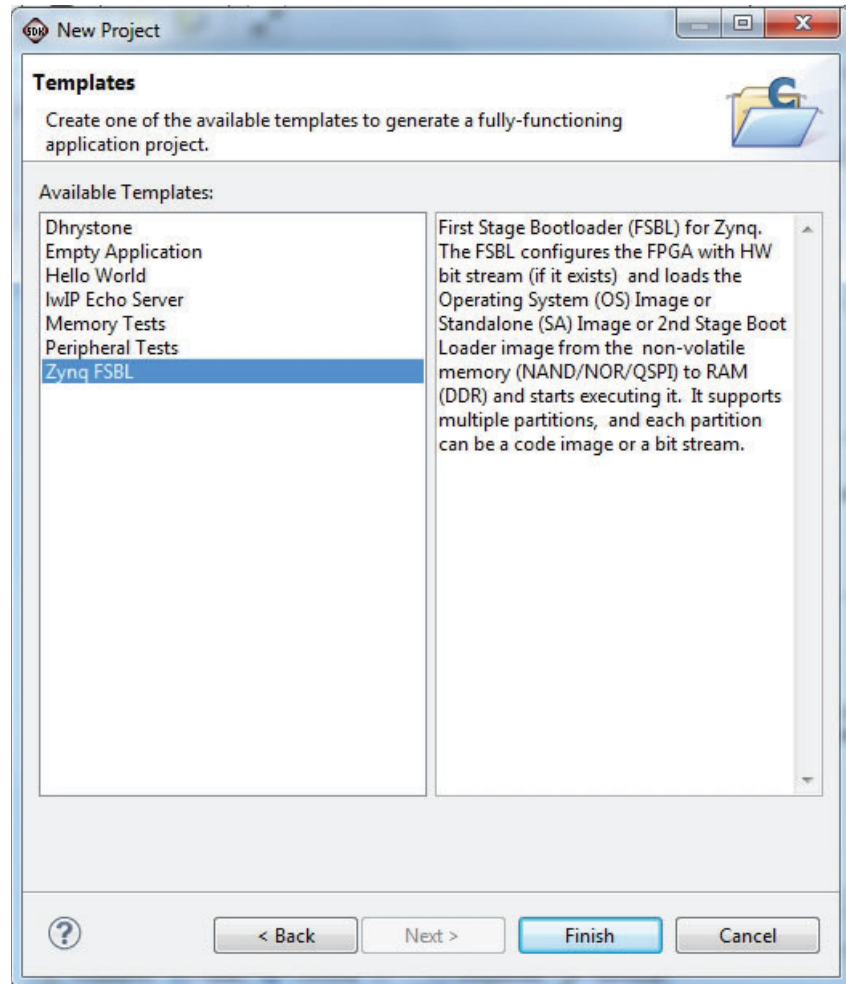 SDK New Project
Templates
Create one of the available templates to generate a fully-functioning
application project.
C
Available Templates:
Dhrystone
Empty Application
Hello World
lwIP Echo Server
Memory Tests
Peripheral Tests
Zynq FSBL
First Stage Bootloader (FSBL) for Zynq.
The FSBL configures the FPGA with HW
bit stream (if it exists)  and loads the
Operating System (OS) Image or
Standalone (SA) Image or 2nd Stage Boot
Loader image from the  non-volatile
memory (NAND/NOR/QSPI) to RAM
(DDR) and starts executing it.  It supports
multiple partitions,  and each partition
can be a code image or a bit stream.
?
< Back
Next >
Finish
Cancel